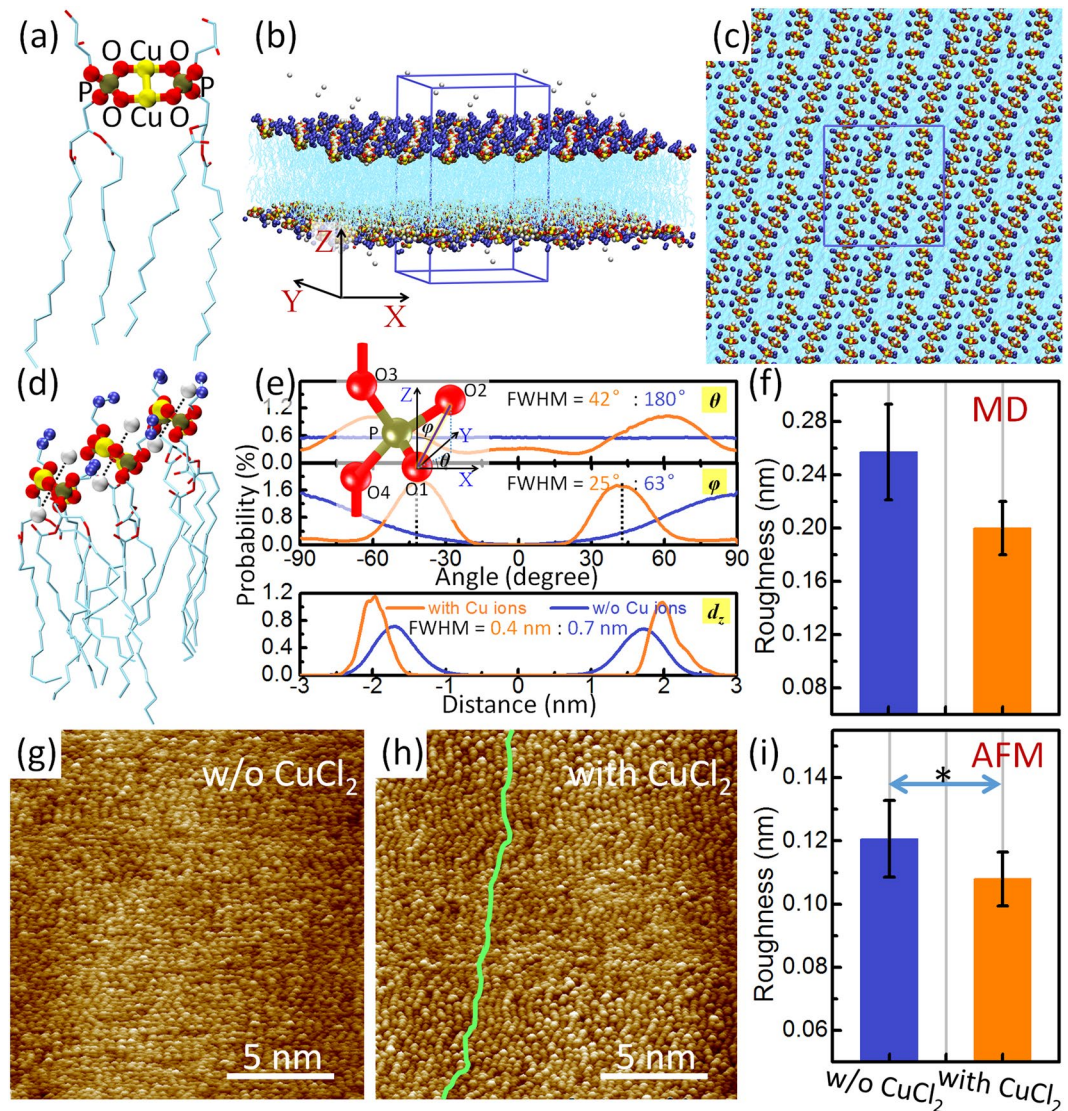 (a)
O Cu O
P
P
O Cu O
(b)
Z
Y
X
(c)
(d)
(e)
O3
O2
Z
P
φ
Y
θ
X
O1
O4
FWHM = 42° : 180°
θ
1.2
0.6
0.0
FWHM = 25° : 63°
φ
1.8
1.2
0.6
0.0
-60
-30
0
30
60
90
Angle (degree)
Probability (%)
with Cu ions
w/o Cu ions
d_z
FWHM = 0.4 nm : 0.7 nm
1.2
0.8
0.4
0.0
-3
-2
-1
0
1
2
3
Distance (nm)
(f)
MD
0.28
0.24
0.20
0.16
0.12
0.08
Roughness (nm)
(g)
w/o CuCl₂
5 nm
(h)
with CuCl₂
5 nm
(i)
AFM
*
0.14
0.12
0.10
0.08
0.06
Roughness (nm)
w/o CuCl₂
with CuCl₂